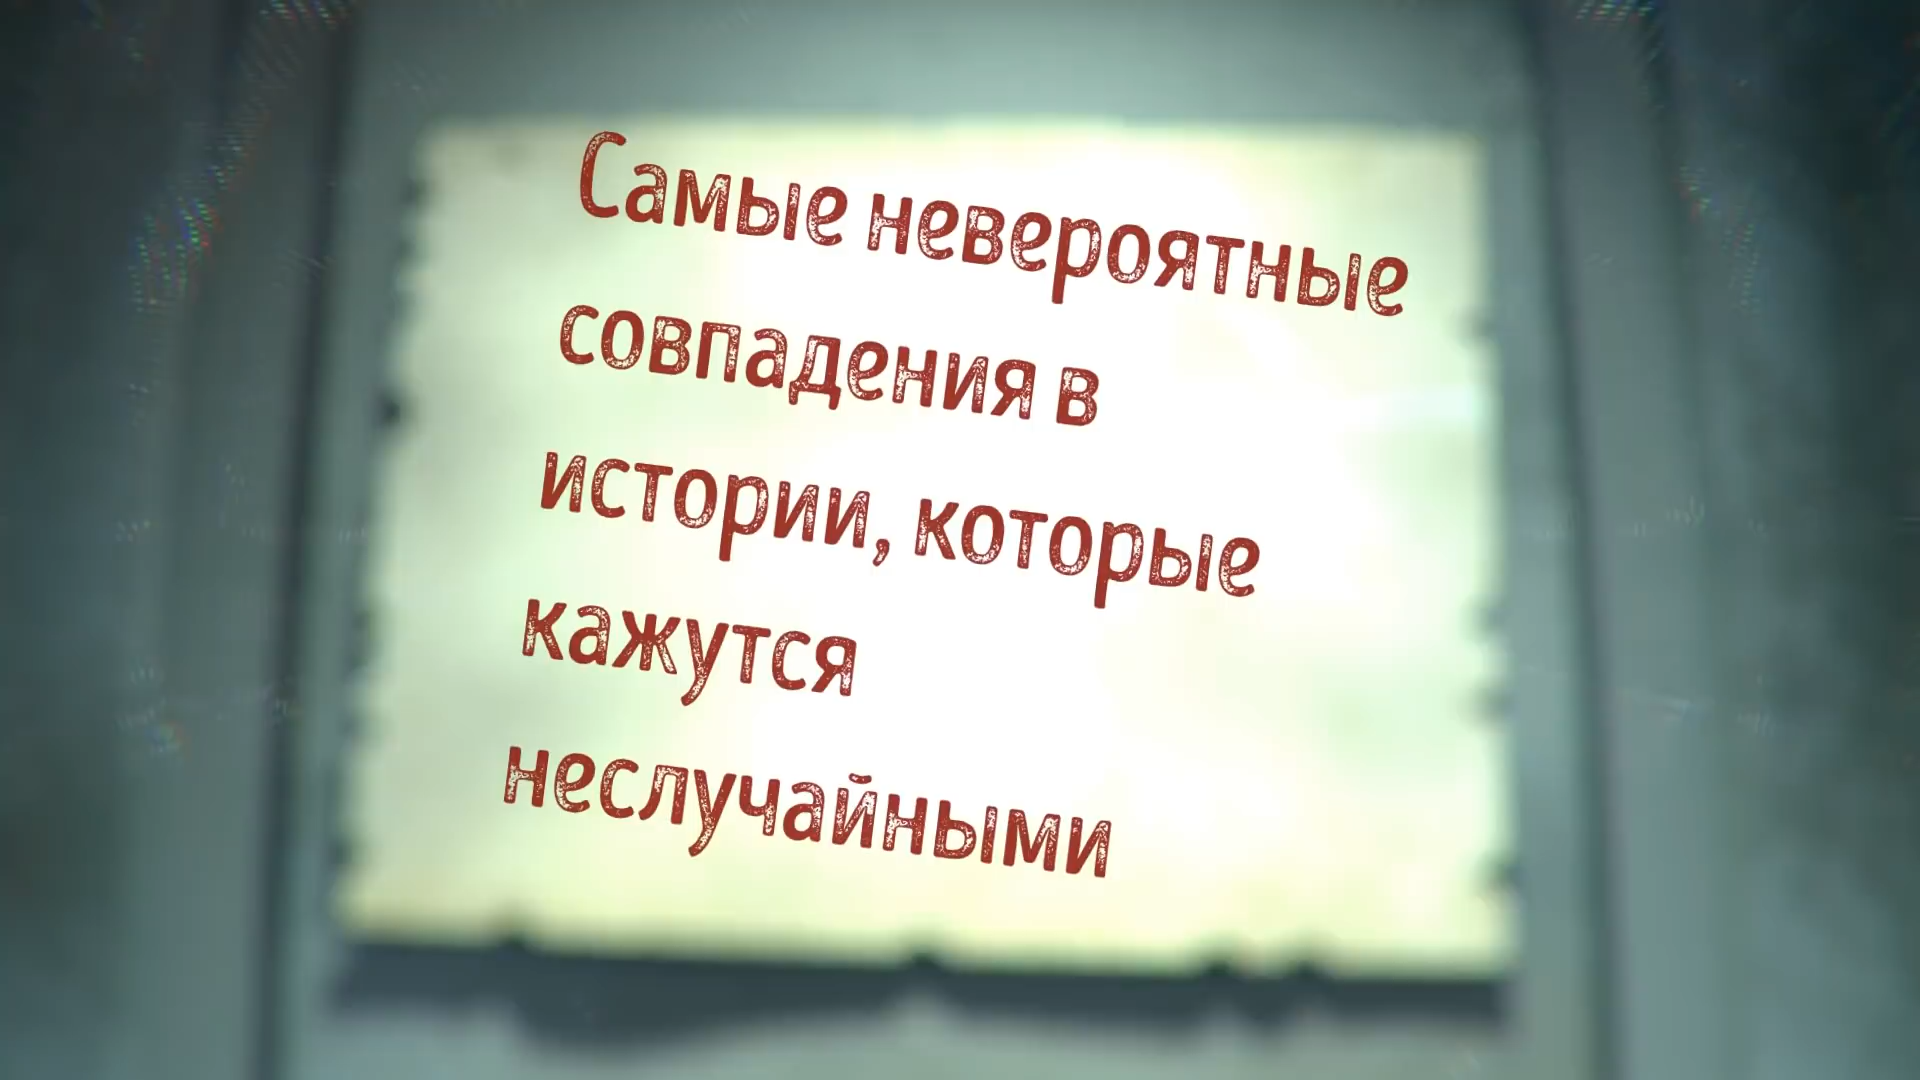 Самые невероятные
совпадения в
истории, которые
кажутся
неслучайными